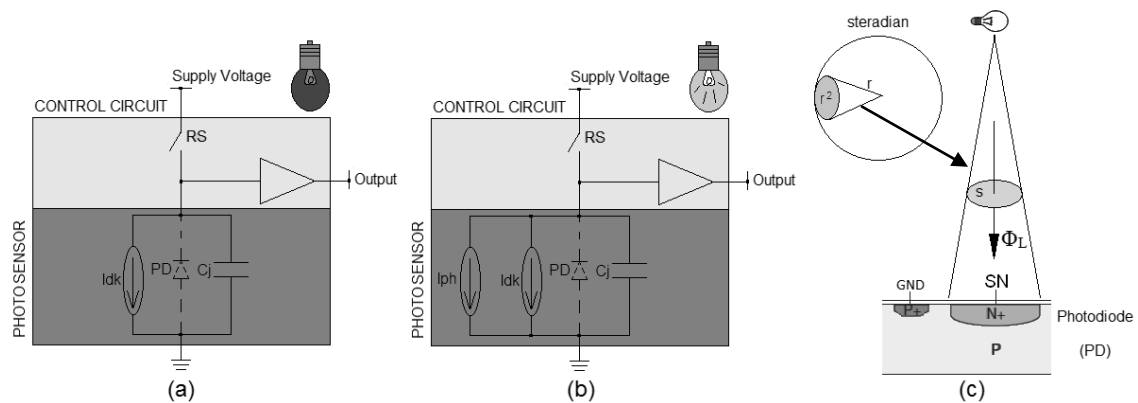 Supply Voltage
CONTROL CIRCUIT
RS
Output
PHOTOSENSOR
Idk
PD
Cj
(a)
Supply Voltage
CONTROL CIRCUIT
RS
Output
PHOTOSENSOR
Iph
Idk
PD
Cj
(b)
steradian
r
r²
s
Φ_L
SN
GND
P+
N+
Photodiode
P
(PD)
(c)